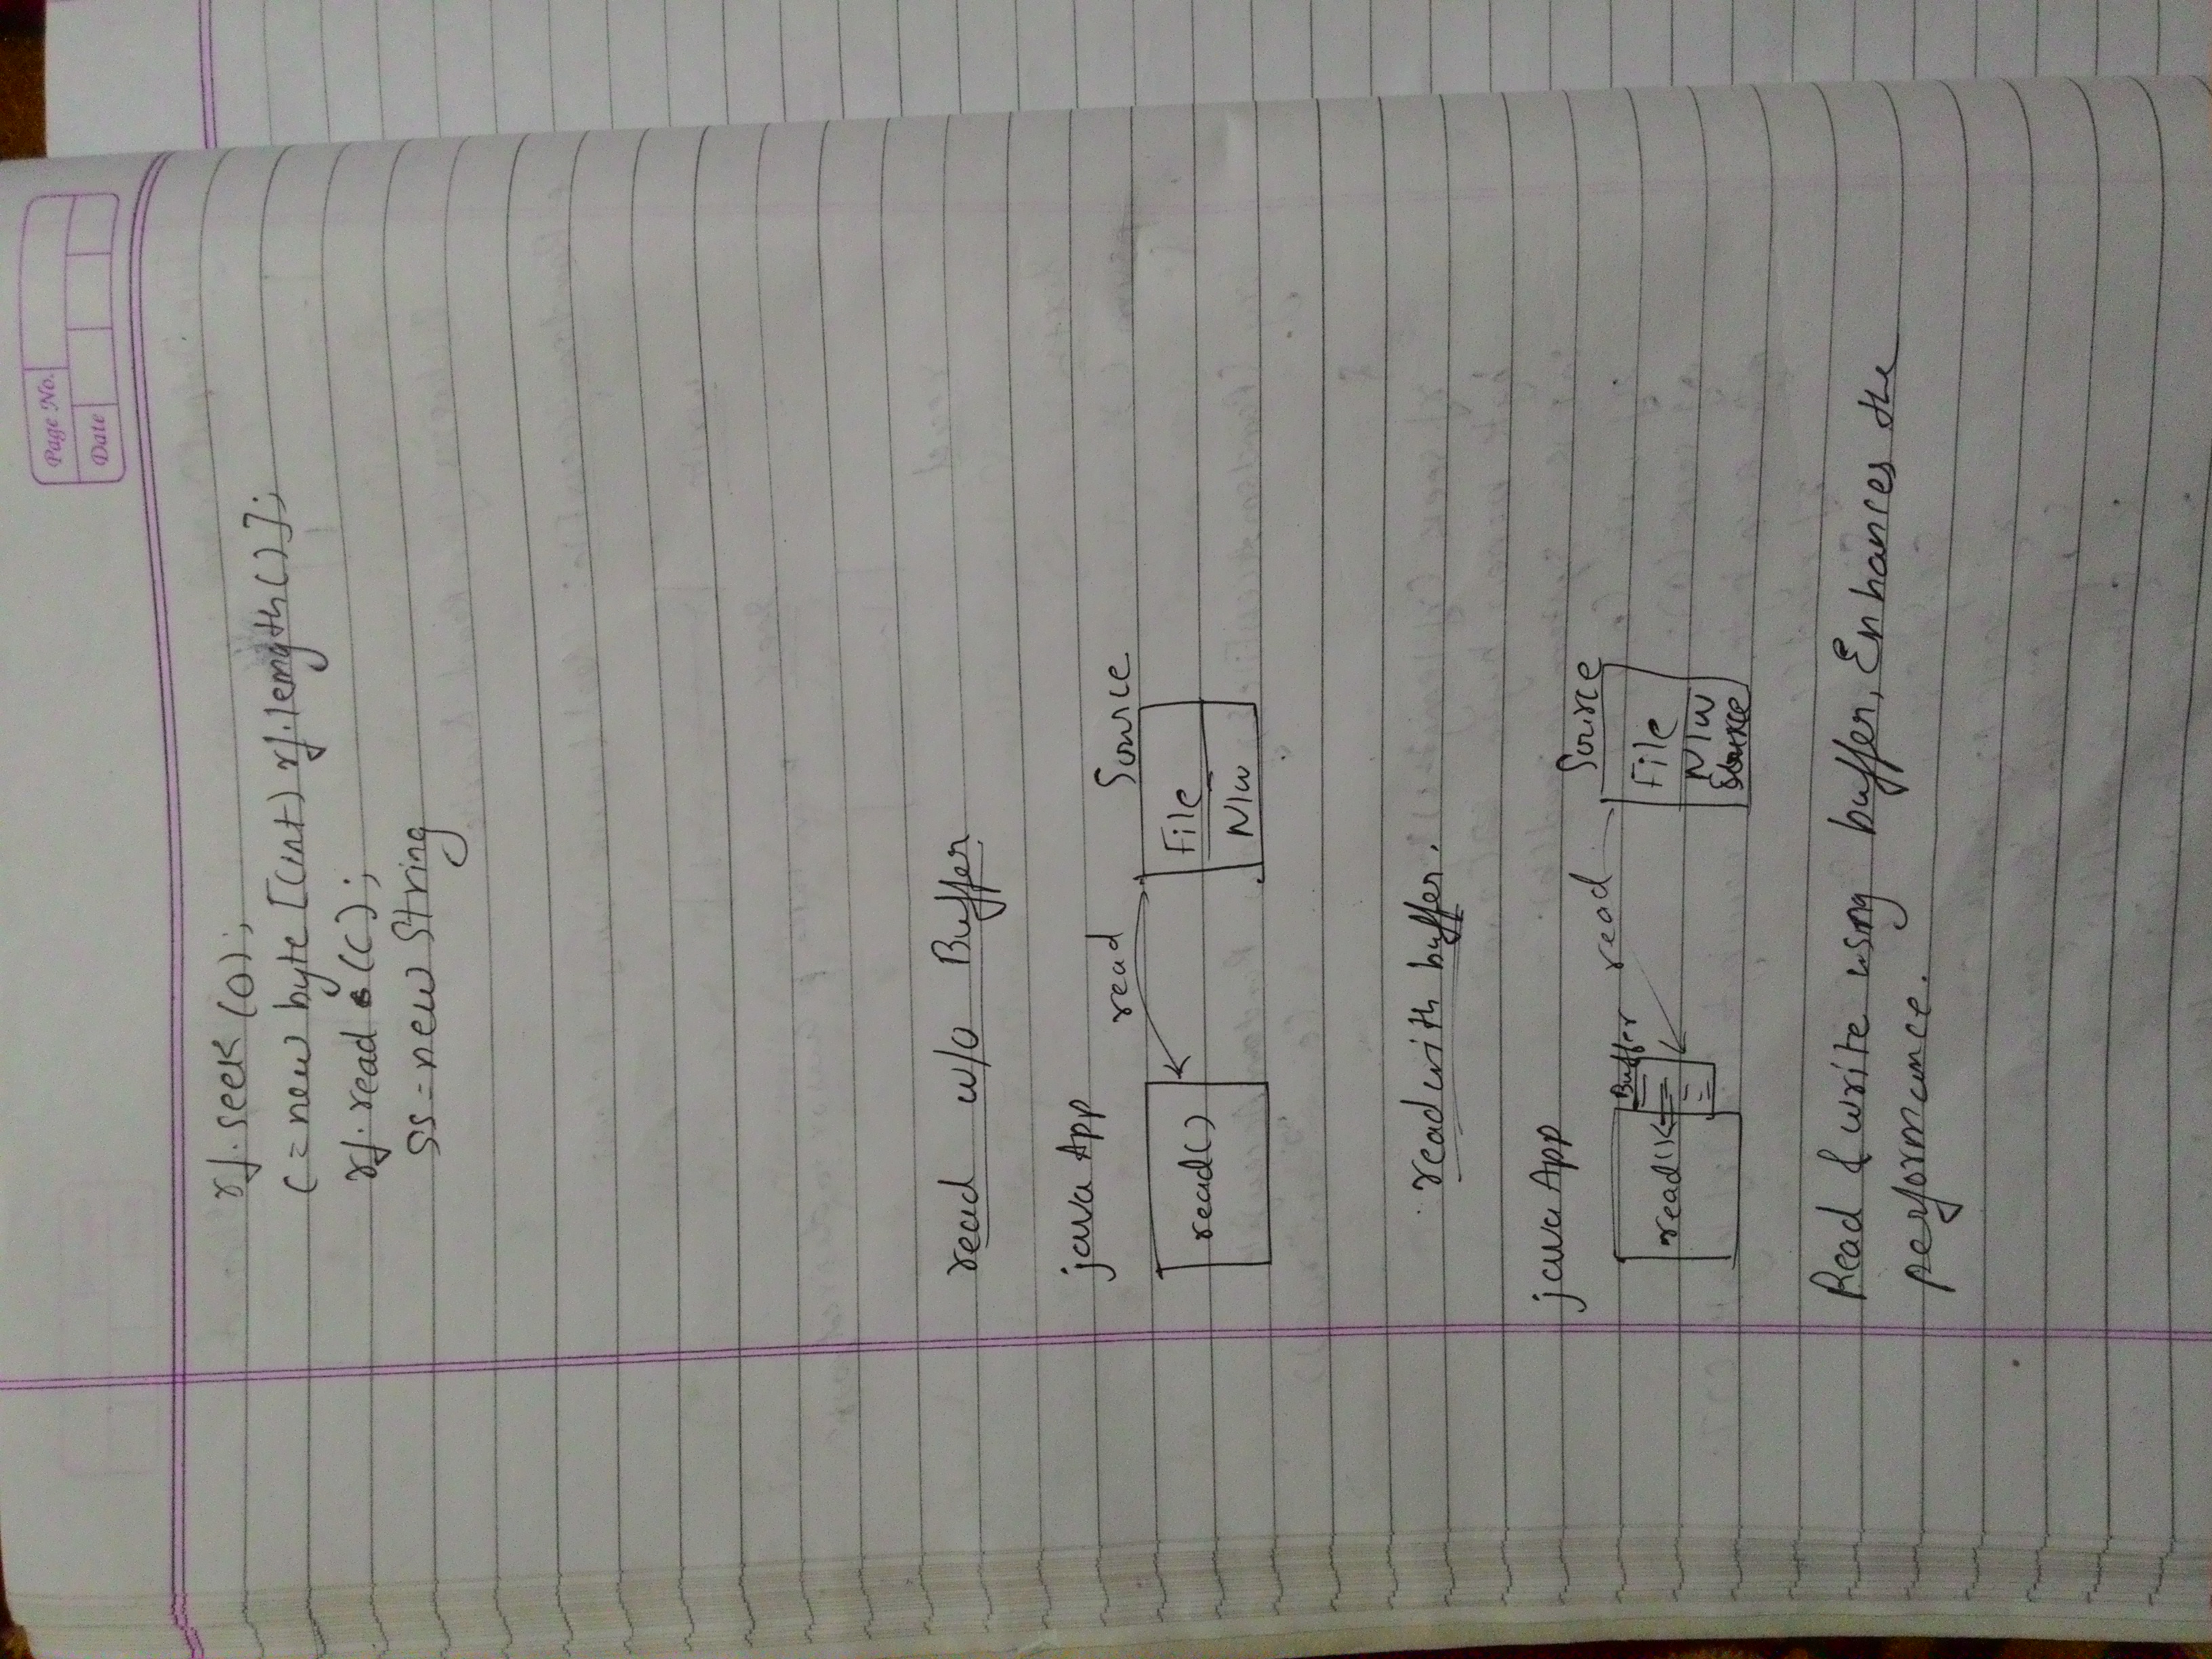 Page No.
Date
rf.seek(0);
c=new byte[(int) rf.length()];
rf.read (c);
ss=new String
read w/o Buffer
java App
read
Source
read()
File
N/w
read with buffer.
java App
Source
Buffer
read
read()
File
N/w
Source
Read & write using buffer, Enhances the
performance.